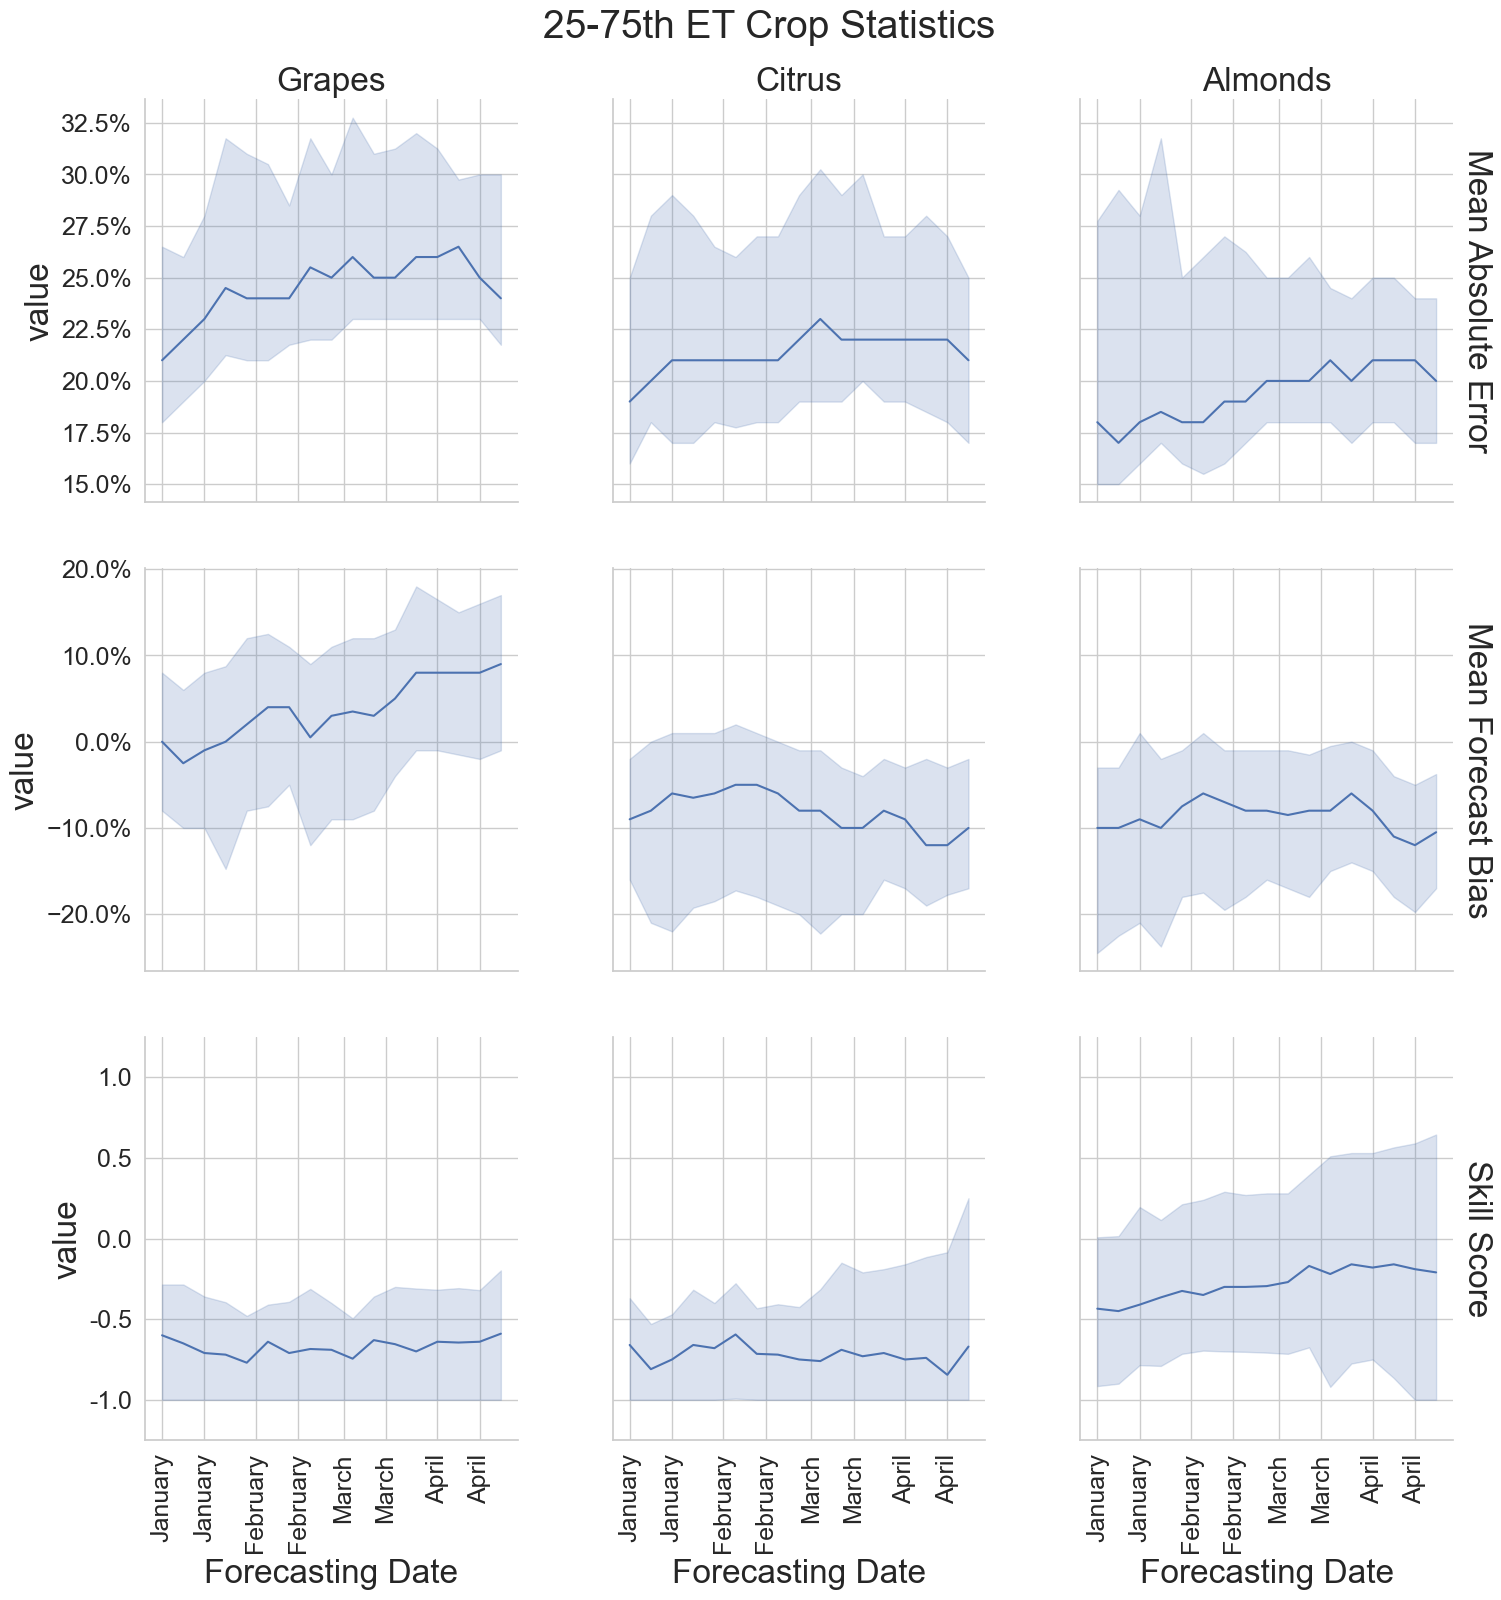 25-75th ET Crop Statistics
Grapes
Citrus
Almonds
32.5%
30.0%
27.5%
25.0%
22.5%
20.0%
17.5%
15.0%
value
Mean Absolute Error
20.0%
10.0%
0.0%
−10.0%
−20.0%
value
Mean Forecast Bias
1.0
0.5
0.0
-0.5
-1.0
value
Skill Score
January
January
February
February
March
March
April
April
Forecasting Date
January
January
February
February
March
March
April
April
Forecasting Date
January
January
February
February
March
March
April
April
Forecasting Date